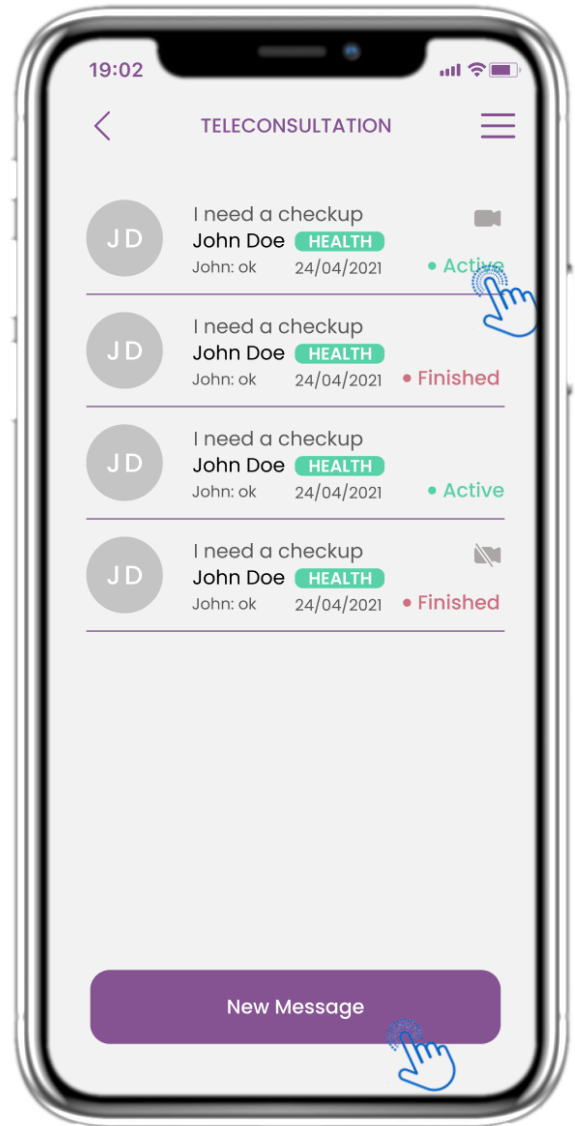 19:02
TELECONSULTATION
JD
I need a checkup
John Doe HEALTH
John: ok 24/04/2021 • Active
JD
I need a checkup
John Doe HEALTH
John: ok 24/04/2021 • Finished
JD
I need a checkup
John Doe HEALTH
John: ok 24/04/2021 • Active
JD
I need a checkup
John Doe HEALTH
John: ok 24/04/2021 • Finished
New Message